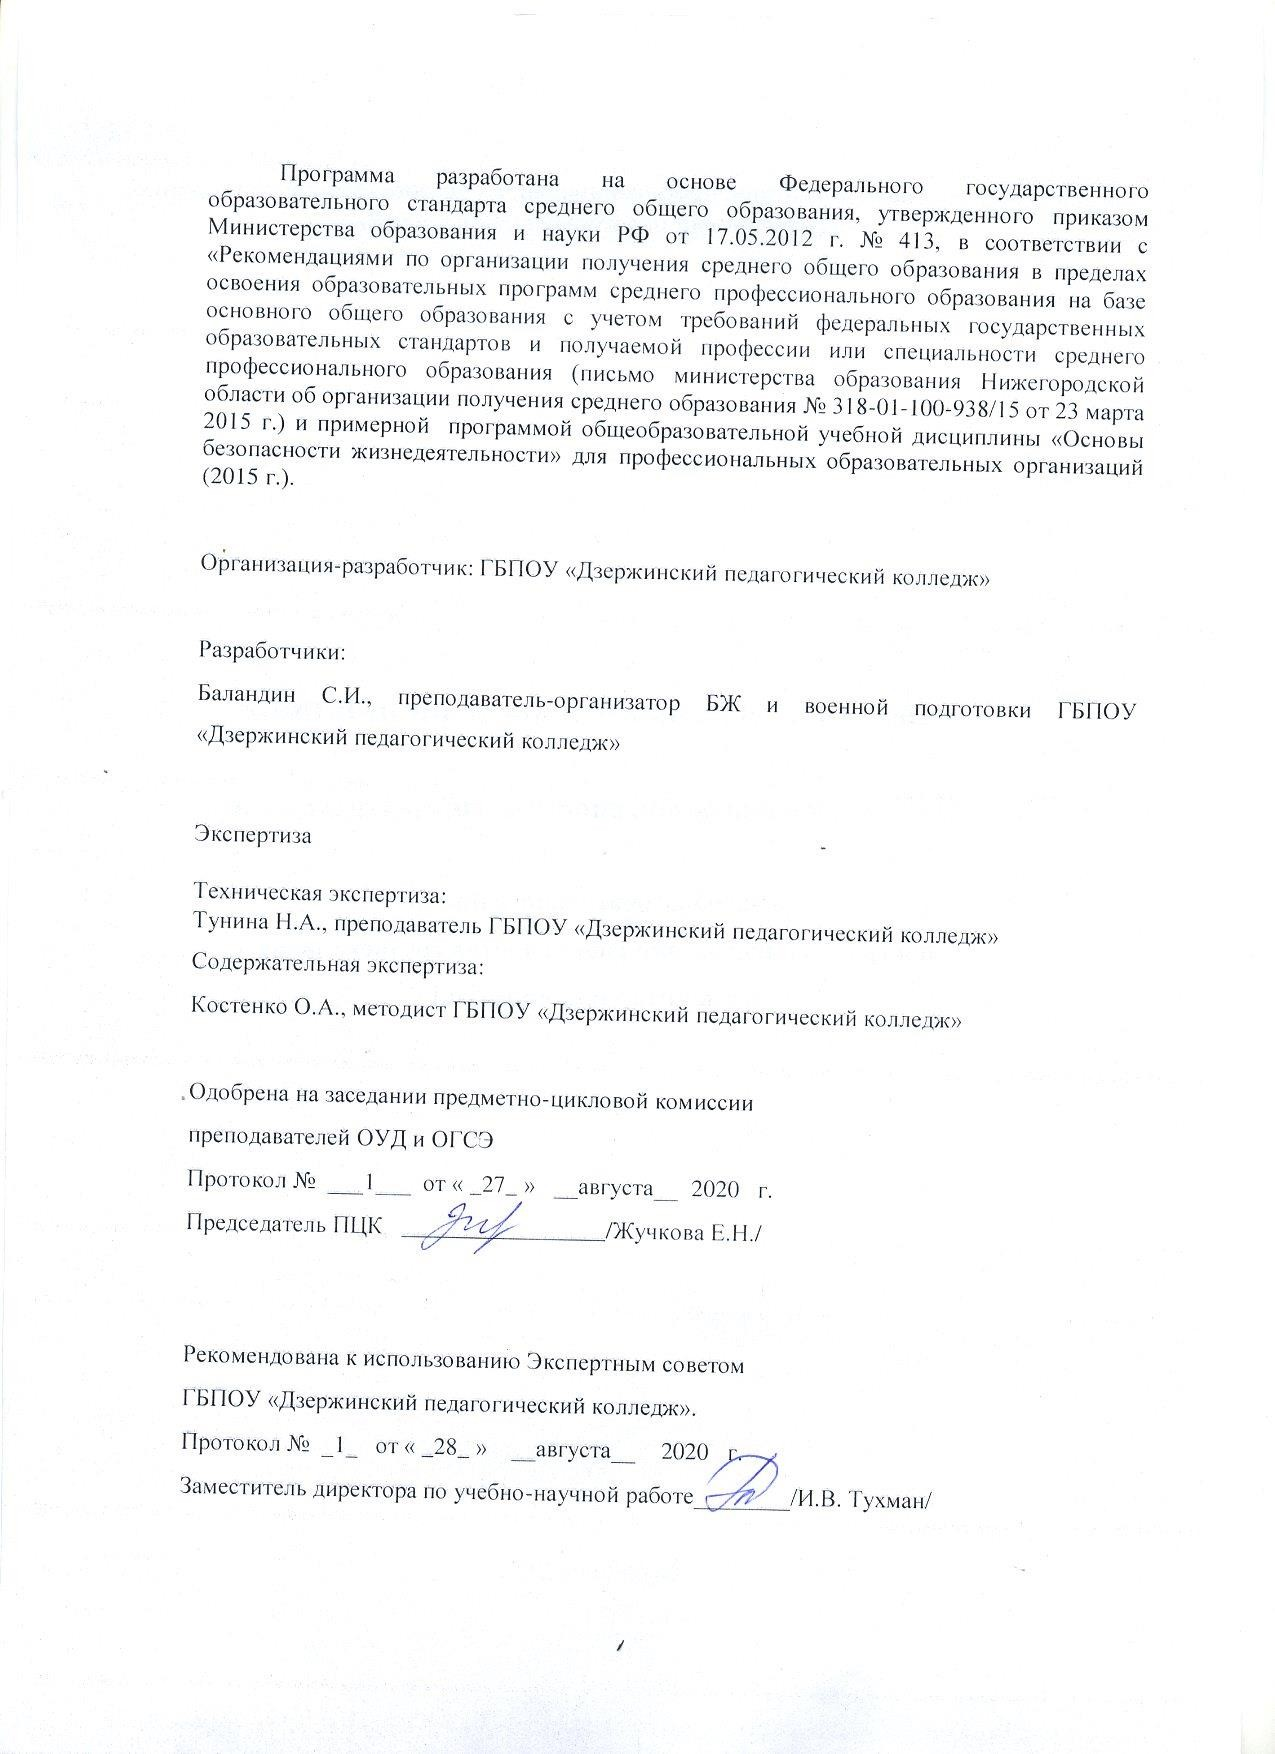 Программа разработана на основе Федерального государственного
образовательного стандарта среднего общего образования, утвержденного приказом
Министерства образования и науки РФ от 17.05.2012 г. № 413, в соответствии с
«Рекомендациями по организации получения среднего общего образования в пределах
освоения образовательных программ среднего профессионального образования на базе
основного общего образования с учетом требований федеральных государственных
образовательных стандартов и получаемой профессии или специальности среднего
профессионального образования (письмо министерства образования Нижегородской
области об организации получения среднего образования № 318-01-100-938/15 от 23 марта
2015 г.) и примерной программой общеобразовательной учебной дисциплины «Основы
безопасности жизнедеятельности» для профессиональных образовательных организаций
(2015 г.).
Организация-разработчик: ГБПОУ «Дзержинский педагогический колледж»
Разработчики:
Баландин С.И., преподаватель-организатор БЖ и военной подготовки ГБПОУ
«Дзержинский педагогический колледж»
Экспертиза
Техническая экспертиза:
Тунина Н.А., преподаватель ГБПОУ «Дзержинский педагогический колледж»
Содержательная экспертиза:
Костенко О.А., методист ГБПОУ «Дзержинский педагогический колледж»
Одобрена на заседании предметно-цикловой комиссии
преподавателей ОУД и ОГСЭ
Протокол № ___1___ от « _27_ » __августа__ 2020 г.
Председатель ПЦК _________________/Жучкова Е.Н./
Рекомендована к использованию Экспертным советом
ГБПОУ «Дзержинский педагогический колледж».
Протокол № _1_ от « _28_ » __августа__ 2020 г.
Заместитель директора по учебно-научной работе________/И.В. Тухман/